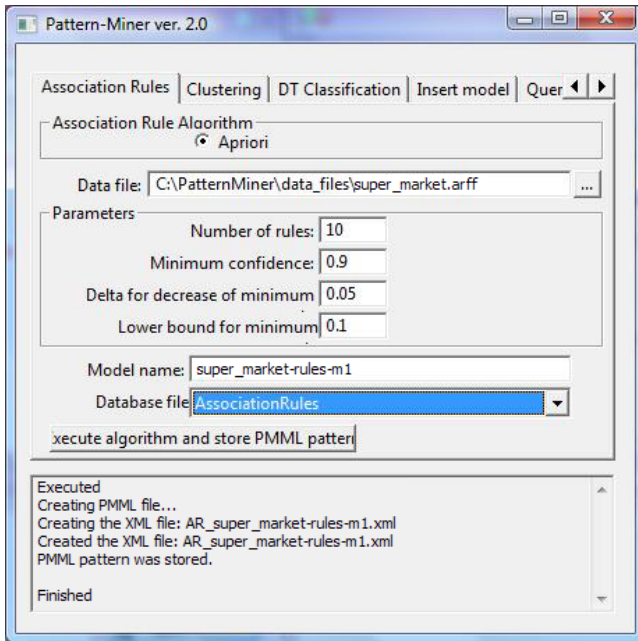 Pattern-Miner ver. 2.0
Association Rules Clustering DT Classification Insert model Quer
Association Rule Algorithm
Apriori
Data file: C:\PatternMiner\data_files\super_market.arff ...
Parameters
Number of rules: 10
Minimum confidence: 0.9
Delta for decrease of minimum 0.05
Lower bound for minimum 0.1
Model name: super_market-rules-m1
Database file AssociationRules
xecute algorithm and store PMML pattern
Executed
Creating PMML file...
Creating the XML file: AR_super_market-rules-m1.xml
Created the XML file: AR_super_market-rules-m1.xml
PMML pattern was stored.
Finished